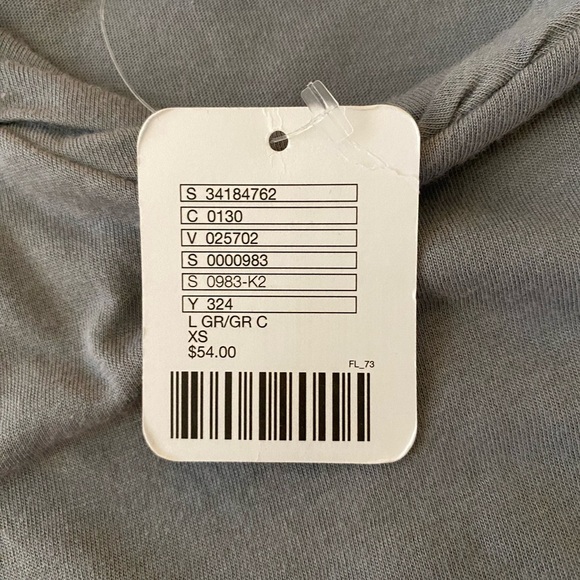 S 34184762
C 0130
V 025702
S 0000983
S 0983-K2
Y 324
L GR/GR C
XS
$54.00
FL_73